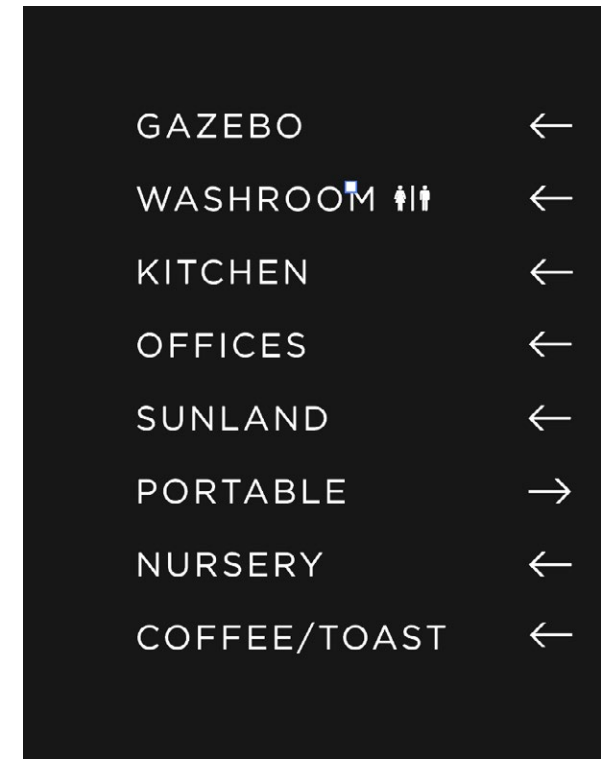 GAZEBO ←
WASHROOM ←
KITCHEN ←
OFFICES ←
SUNLAND ←
PORTABLE →
NURSERY ←
COFFEE/TOAST ←